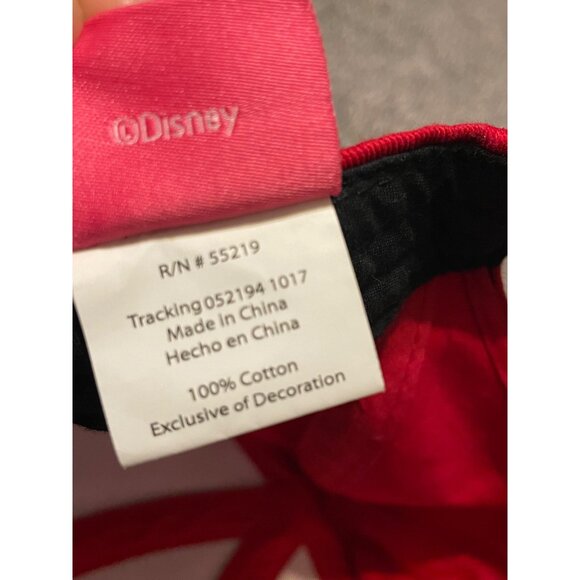 ©Disney
R/N # 55219
Tracking 052194 1017
Made in China
Hecho en China
100% Cotton
Exclusive of Decoration